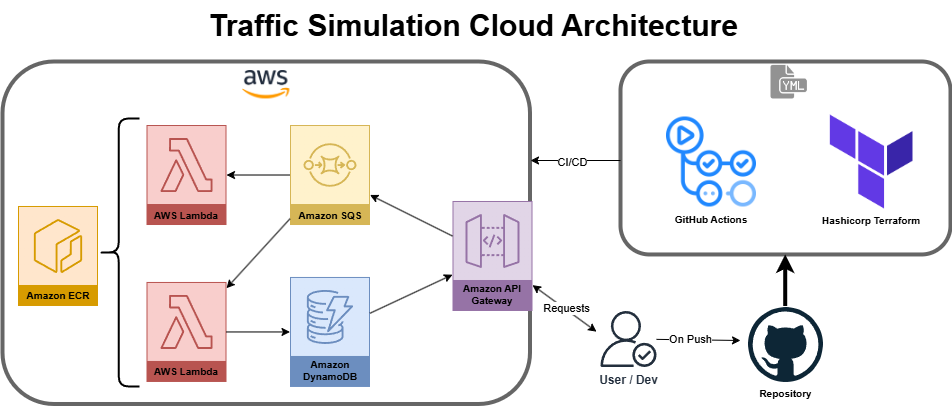 Traffic Simulation Cloud Architecture
aws
YML
AWS Lambda
Amazon SQS
CI/CD
GitHub Actions
Hashicorp Terraform
Amazon ECR
Amazon API
Gateway
AWS Lambda
Amazon
DynamoDB
Requests
On Push
User / Dev
Repository